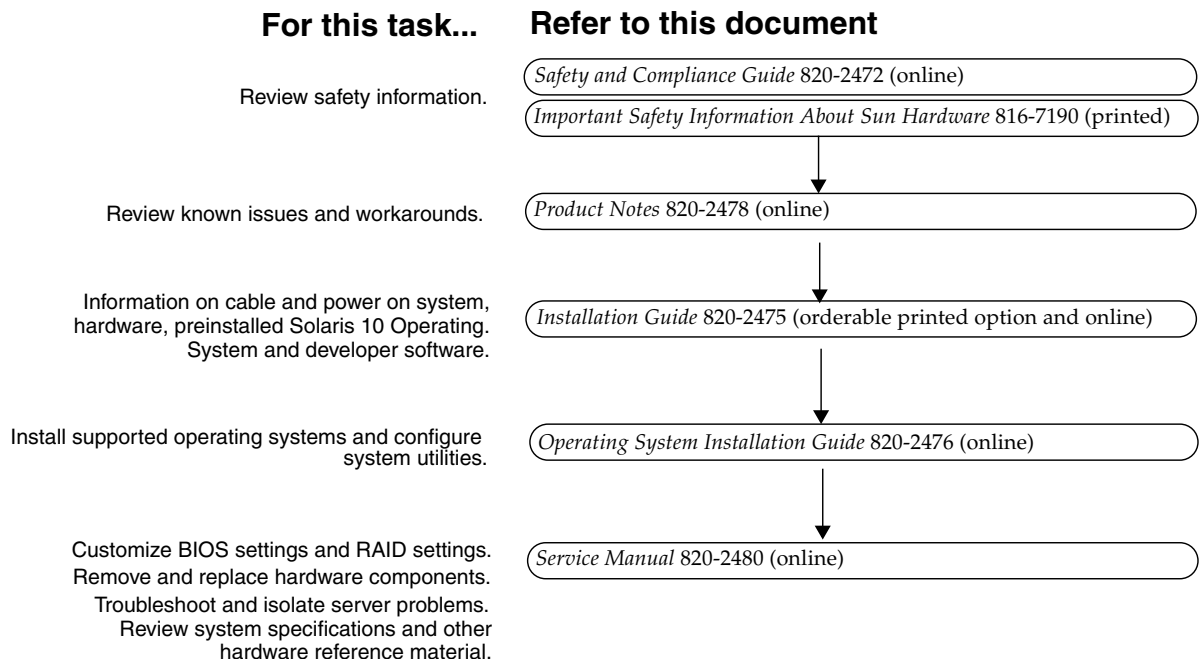 For this task... Refer to this document
Review safety information.
Safety and Compliance Guide 820-2472 (online)
Important Safety Information About Sun Hardware 816-7190 (printed)
Review known issues and workarounds.
Product Notes 820-2478 (online)
Information on cable and power on system,
hardware, preinstalled Solaris 10 Operating.
System and developer software.
Installation Guide 820-2475 (orderable printed option and online)
Install supported operating systems and configure
system utilities.
Operating System Installation Guide 820-2476 (online)
Customize BIOS settings and RAID settings.
Remove and replace hardware components.
Troubleshoot and isolate server problems.
Review system specifications and other
hardware reference material.
Service Manual 820-2480 (online)